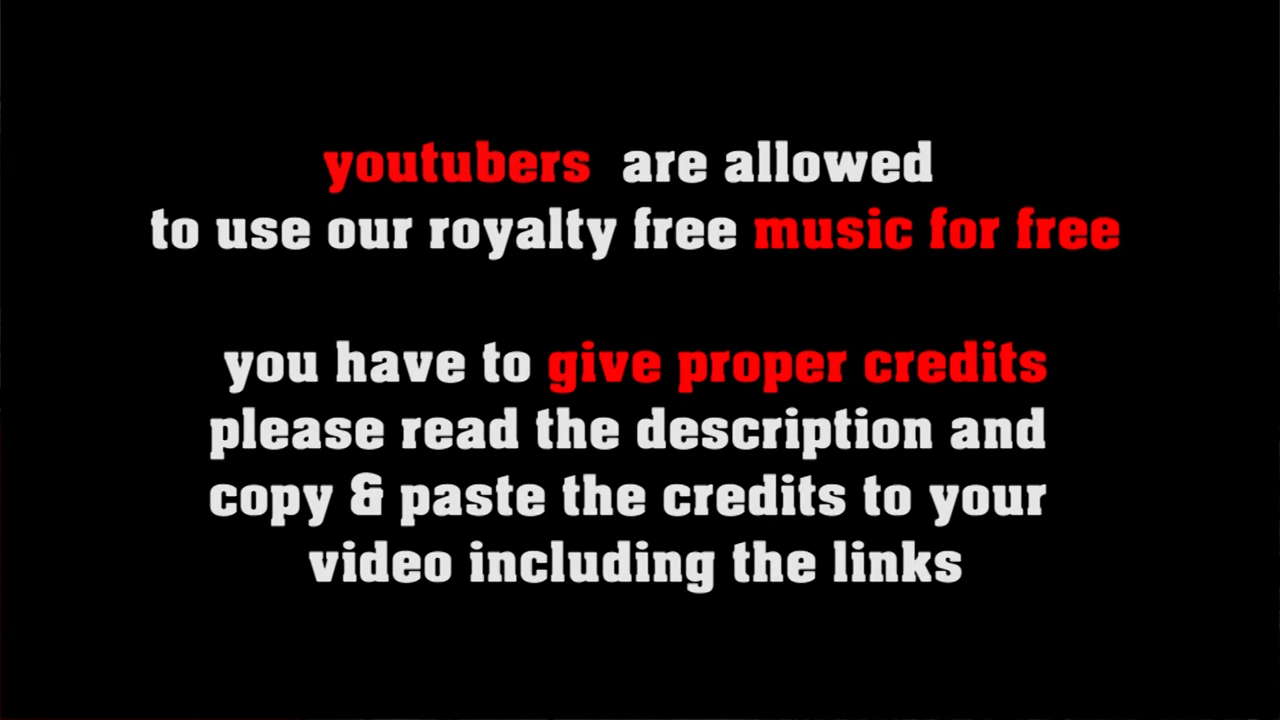 youtubers are allowed
to use our royalty free music for free
you have to give proper credits
please read the description and
copy & paste the credits to your
video including the links